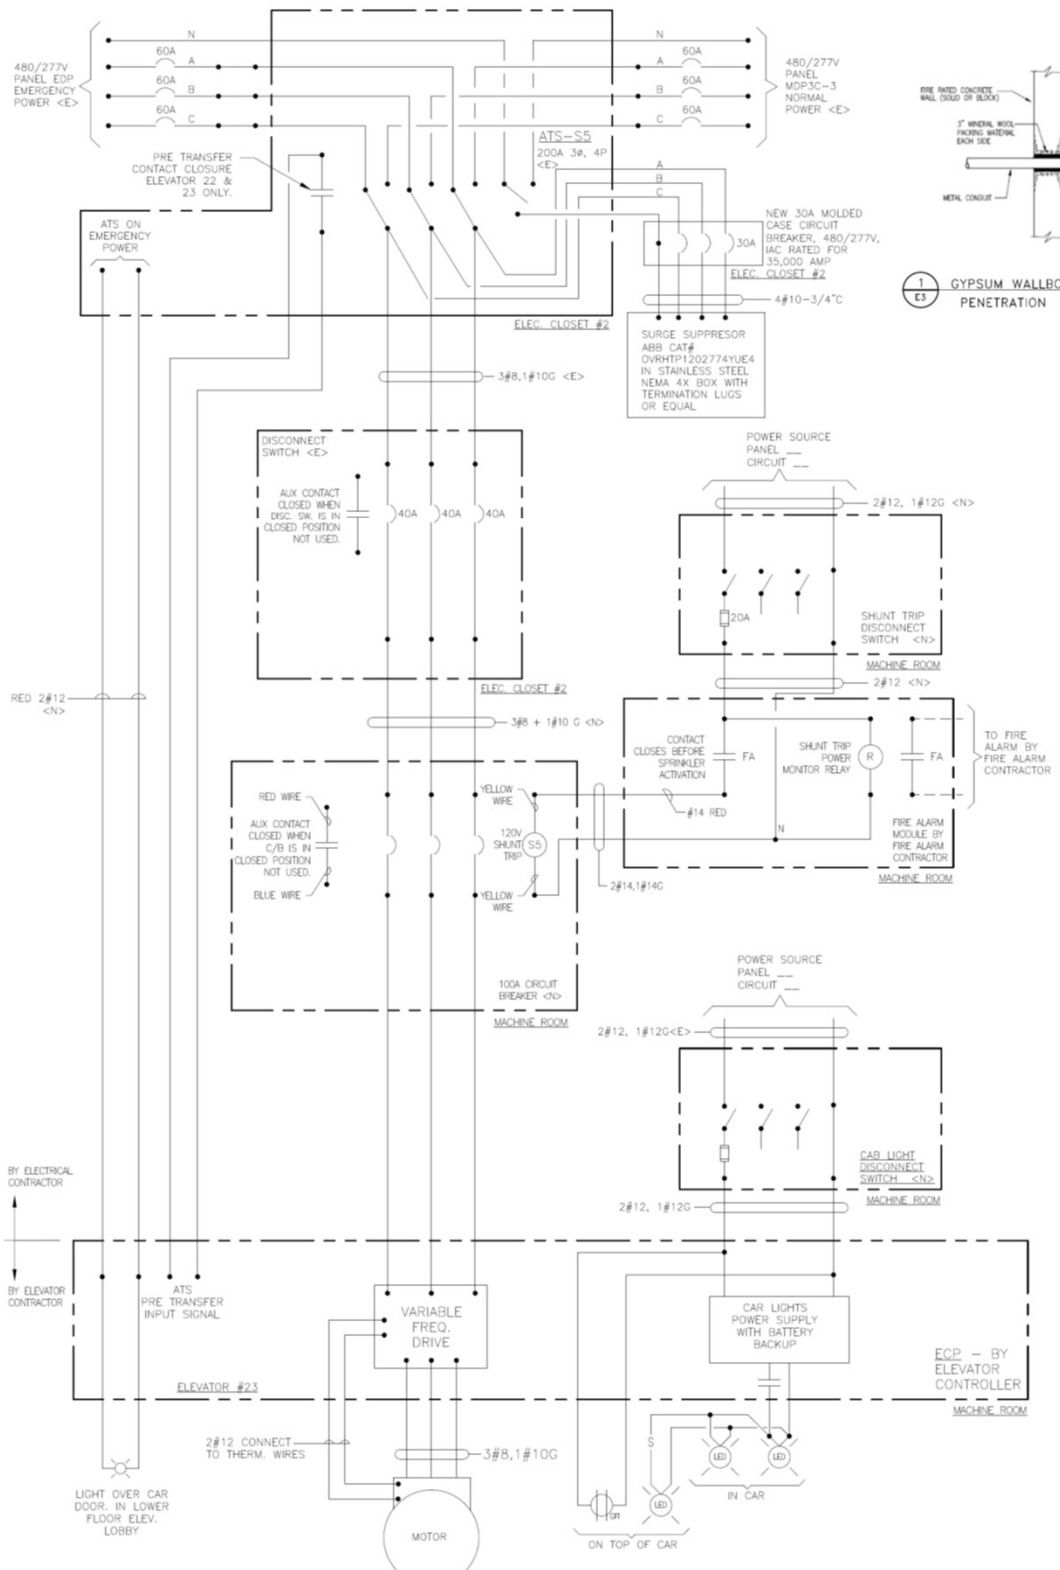 N
60A
A
60A
B
60A
C
480/277V
PANEL EDP
EMERGENCY
POWER <E>
N
60A
A
60A
B
60A
C
480/277V
PANEL
MDP3C-3
NORMAL
POWER <E>
ATS-S5
200A 3ø, 4P
<E>
PRE TRANSFER
CONTACT CLOSURE
ELEVATOR 22 &
23 ONLY.
ATS ON
EMERGENCY
POWER
A
B
C
NEW 30A MOLDED
CASE CIRCUIT
BREAKER, 480/277V,
IAC RATED FOR
35,000 AMP
30A
ELEC. CLOSET #2
4#10-3/4"C
ELEC. CLOSET #2
SURGE SUPPRESOR
ABB CAT#
OVRHTP1202774YUE4
IN STAINLESS STEEL
NEMA 4X BOX WITH
TERMINATION LUGS
OR EQUAL
FIRE RATED CONCRETE
WALL (SOLID OR BLOCK)
3" MINERAL WOOL
PACKING MATERIAL
EACH SIDE
METAL CONDUIT
1
E3
GYPSUM WALLBO
PENETRATION
3#8,1#10G <E>
DISCONNECT
SWITCH <E>
AUX CONTACT
CLOSED WHEN
DISC. SW. IS IN
CLOSED POSITION
NOT USED.
40A
40A
40A
ELEC. CLOSET #2
POWER SOURCE
PANEL __
CIRCUIT __
2#12, 1#12G <N>
20A
SHUNT TRIP
DISCONNECT
SWITCH <N>
MACHINE ROOM
2#12 <N>
RED 2#12
<N>
3#8 + 1#10 G <N>
CONTACT
CLOSES BEFORE
SPRINKLER
ACTIVATION
FA
SHUNT TRIP
POWER
MONITOR RELAY
R
FA
TO FIRE
ALARM BY
FIRE ALARM
CONTRACTOR
#14 RED
N
FIRE ALARM
MODULE BY
FIRE ALARM
CONTRACTOR
MACHINE ROOM
RED WIRE
AUX CONTACT
CLOSED WHEN
C/B IS IN
CLOSED POSITION
NOT USED.
BLUE WIRE
YELLOW
WIRE
120V
SHUNT
TRIP
S5
YELLOW
WIRE
2#14,1#14G
100A CIRCUIT
BREAKER <N>
MACHINE ROOM
POWER SOURCE
PANEL __
CIRCUIT __
2#12, 1#12G<E>
CAB LIGHT
DISCONNECT
SWITCH <N>
MACHINE ROOM
2#12, 1#12G
BY ELECTRICAL
CONTRACTOR
BY ELEVATOR
CONTRACTOR
ATS
PRE TRANSFER
INPUT SIGNAL
VARIABLE
FREQ.
DRIVE
CAR LIGHTS
POWER SUPPLY
WITH BATTERY
BACKUP
ECP - BY
ELEVATOR
CONTROLLER
ELEVATOR #23
MACHINE ROOM
2#12 CONNECT
TO THERM. WIRES
3#8,1#10G
S
LED
LED
IN CAR
LED
GFI
ON TOP OF CAR
LIGHT OVER CAR
DOOR. IN LOWER
FLOOR ELEV.
LOBBY
MOTOR